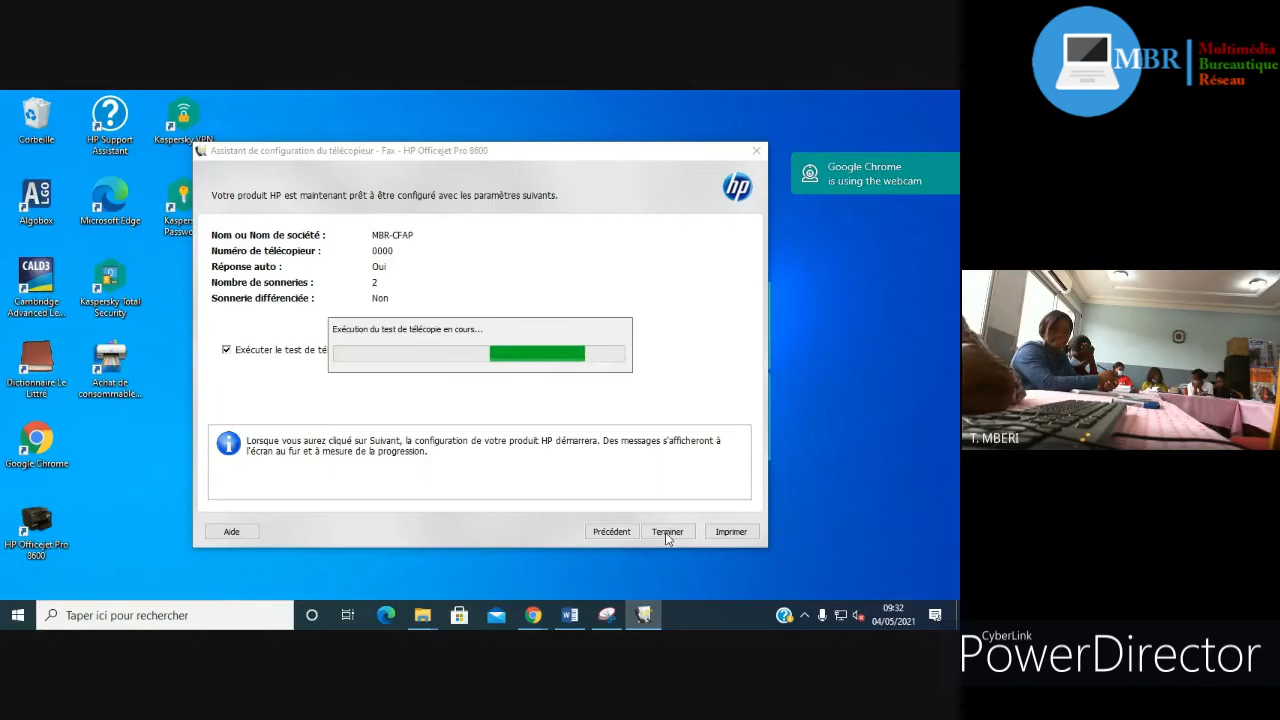 MBR
Multimédia
Bureautique
Réseau
Corbeille
HP Support
Assistant
Kaspersky VPN
Algobox
Microsoft Edge
Kaspers
Passwo
CALD3
Cambridge
Advanced Le...
Kaspersky Total
Security
Dictionnaire Le
Littré
Achat de
consommable...
Google Chrome
HP Officejet Pro
8600
Assistant de configuration du télécopieur - Fax - HP Officejet Pro 8600
Votre produit HP est maintenant prêt à être configuré avec les paramètres suivants.
hp
Nom ou Nom de société : MBR-CFAP
Numéro de télécopieur : 0000
Réponse auto : Oui
Nombre de sonneries : 2
Sonnerie différenciée : Non
Exécution du test de télécopie en cours...
Exécuter le test de té
Lorsque vous aurez cliqué sur Suivant, la configuration de votre produit HP démarrera. Des messages s'afficheront à
l'écran au fur et à mesure de la progression.
Aide
Précédent
Terminer
Imprimer
Google Chrome
is using the webcam
T. MBERI
Taper ici pour rechercher
09:32
04/05/2021
CyberLink
PowerDirector